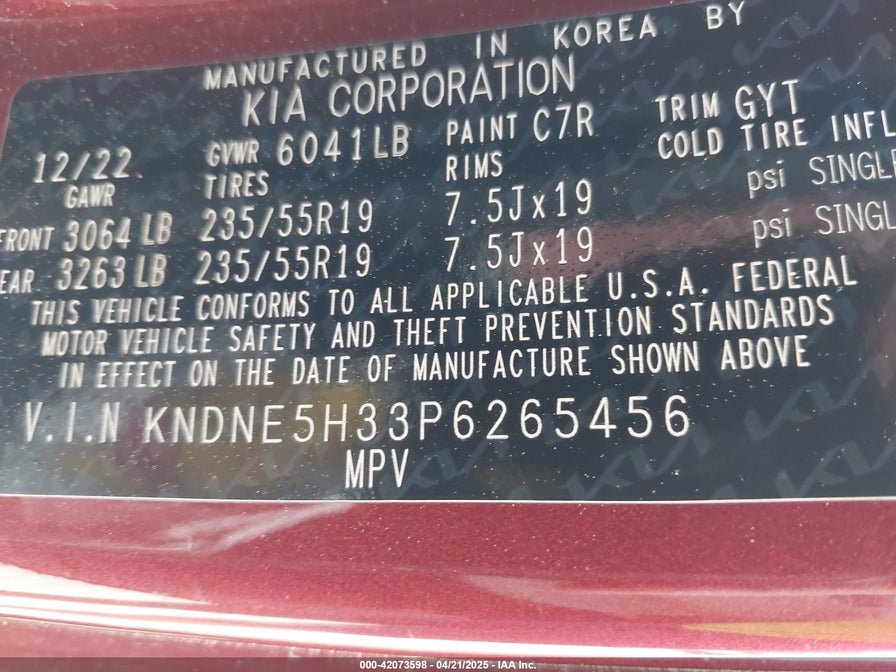 MANUFACTURED IN KOREA BY
KIA CORPORATION
12/22 GVWR 6041LB PAINT C7R TRIM GYT
GAWR TIRES RIMS COLD TIRE INFL
FRONT 3064 LB 235/55R19 7.5Jx19 psi SINGLE
EAR 3263 LB 235/55R19 7.5Jx19 psi SINGL
THIS VEHICLE CONFORMS TO ALL APPLICABLE U.S.A. FEDERAL
MOTOR VEHICLE SAFETY AND THEFT PREVENTION STANDARDS
IN EFFECT ON THE DATE OF MANUFACTURE SHOWN ABOVE
V.I.N KNDNE5H33P6265456
MPV
000-42073598 - 04/21/2025 - IAA Inc.